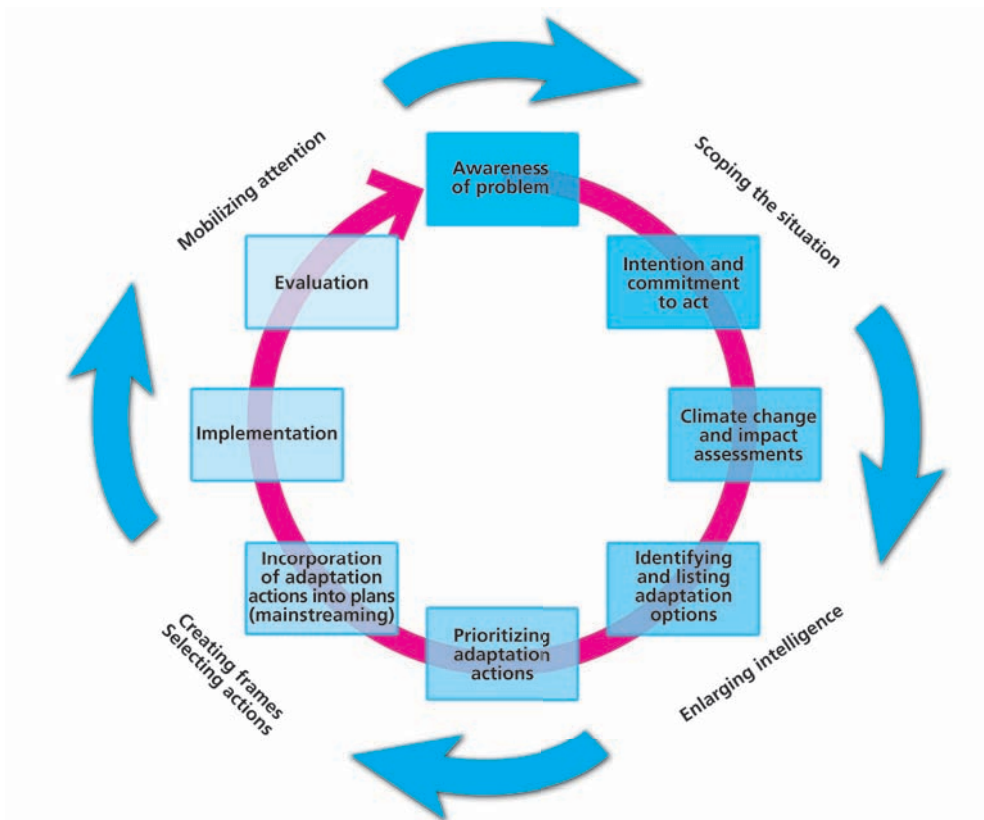 Mobilizing attention
Scoping the situation
Awareness
of problem
Intention and
commitment
to act
Climate change
and impact
assessments
Identifying
and listing
adaptation
options
Prioritizing
adaptation
actions
Incorporation
of adaptation
actions into plans
(mainstreaming)
Implementation
Evaluation
Enlarging intelligence
Creating frames
Selecting actions